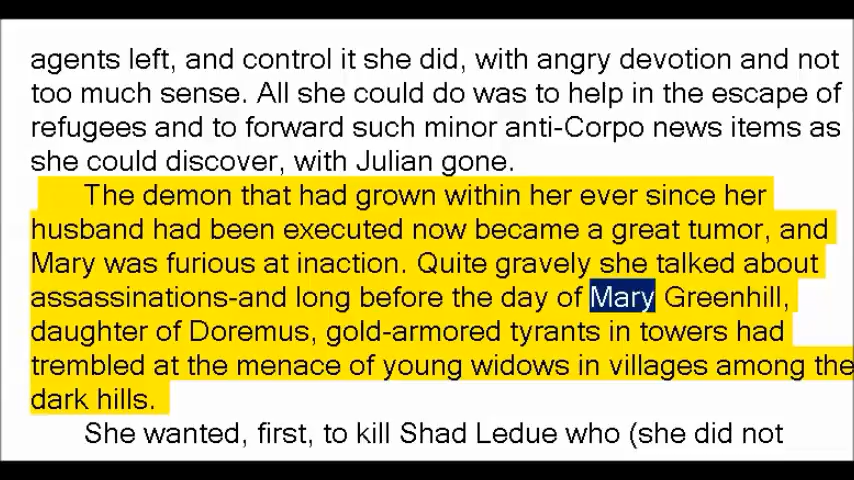 agents left, and control it she did, with angry devotion and not
too much sense. All she could do was to help in the escape of
refugees and to forward such minor anti-Corpo news items as
she could discover, with Julian gone.
The demon that had grown within her ever since her
husband had been executed now became a great tumor, and
Mary was furious at inaction. Quite gravely she talked about
assassinations-and long before the day of Mary Greenhill,
daughter of Doremus, gold-armored tyrants in towers had
trembled at the menace of young widows in villages among the
dark hills.
She wanted, first, to kill Shad Ledue who (she did not